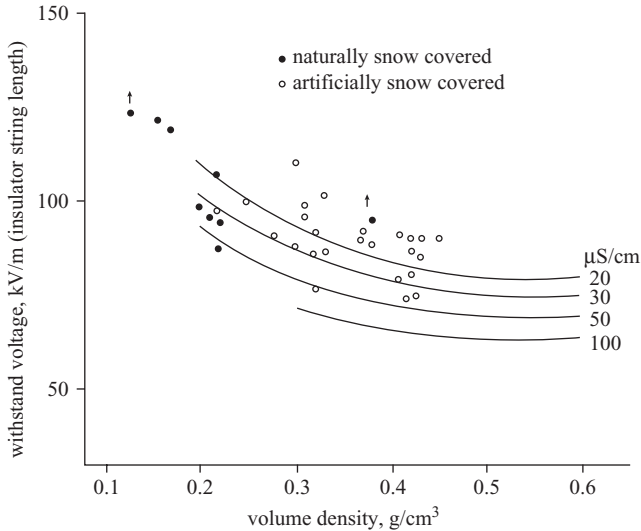 150
naturally snow covered
artificially snow covered
100
50
withstand voltage, kV/m (insulator string length)
μS/cm
20
30
50
100
0.1 0.2 0.3 0.4 0.5 0.6
volume density, g/cm³